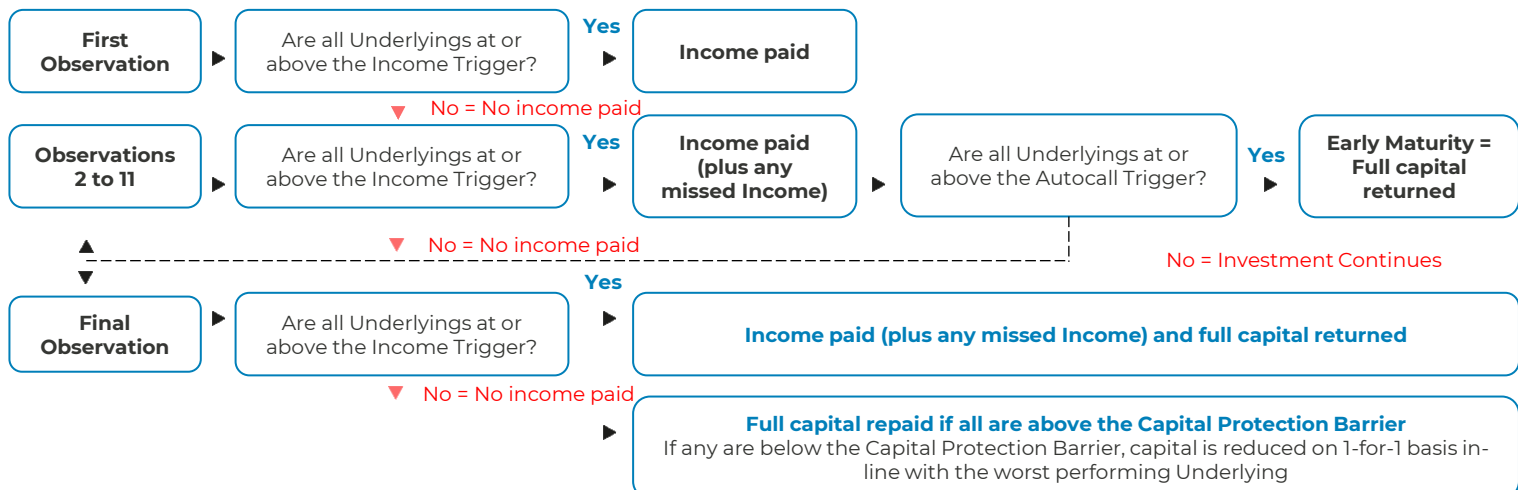 First
Observation
Are all Underlyings at or
above the Income Trigger?
Yes
Income paid
No = No income paid
Observations
2 to 11
Are all Underlyings at or
above the Income Trigger?
Yes
Income paid
(plus any
missed Income)
Are all Underlyings at or
above the Autocall Trigger?
Yes
Early Maturity =
Full capital
returned
No = No income paid
No = Investment Continues
Final
Observation
Are all Underlyings at or
above the Income Trigger?
Yes
Income paid (plus any missed Income) and full capital returned
No = No income paid
Full capital repaid if all are above the Capital Protection Barrier
If any are below the Capital Protection Barrier, capital is reduced on 1-for-1 basis in-
line with the worst performing Underlying